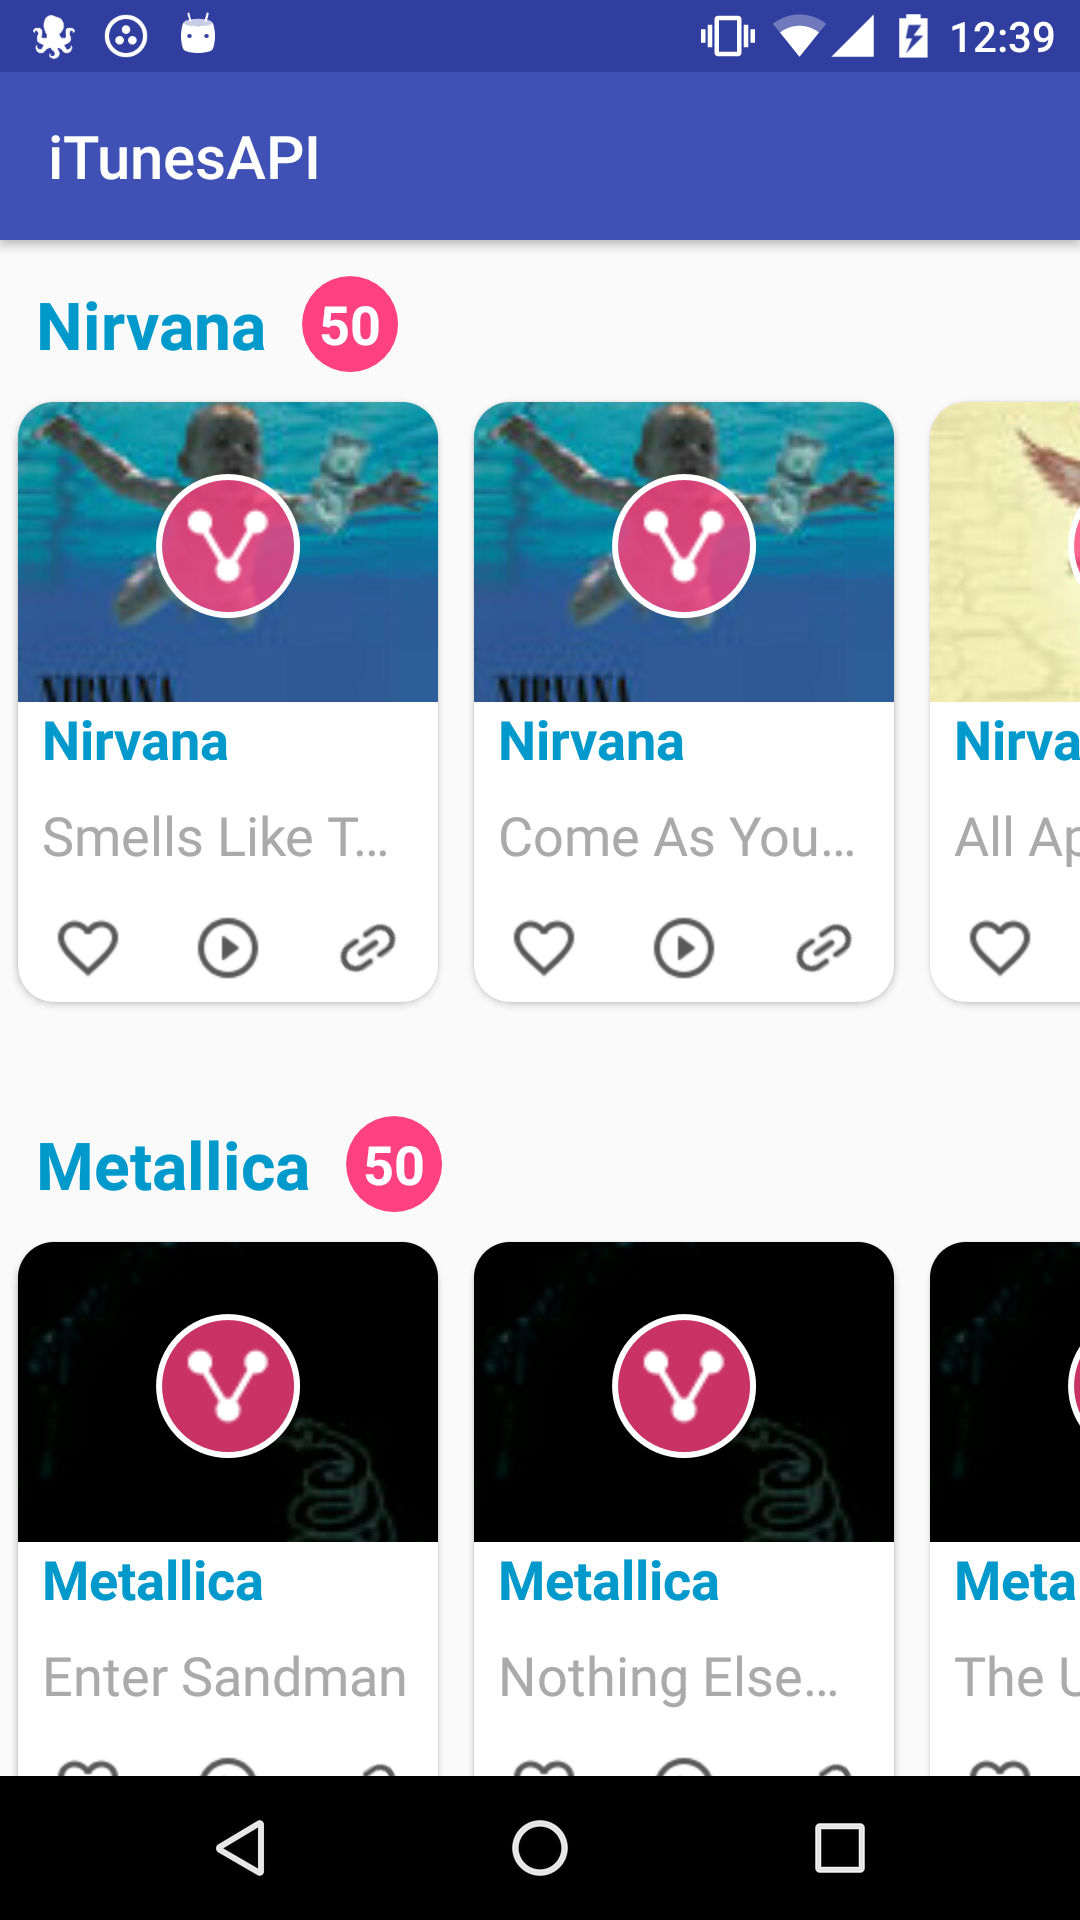 12:39
iTunesAPI
Nirvana 50
NIRVANA NIRVANA
Nirvana Nirvana Nirva
Smells Like T... Come As You... All Ap
Metallica 50
Metallica Metallica Meta
Enter Sandman Nothing Else... The U